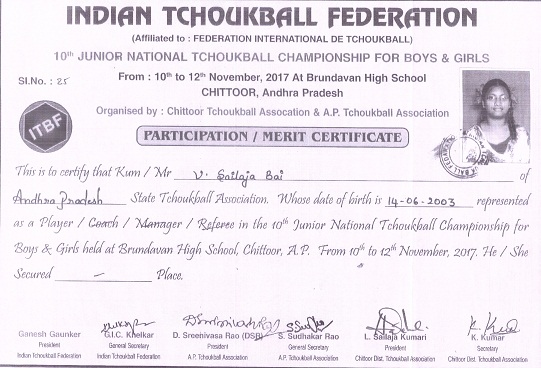 INDIAN TCHOUKBALL FEDERATION
(Affiliated to : FEDERATION INTERNATIONAL DE TCHOUKBALL)
10th JUNIOR NATIONAL TCHOUKBALL CHAMPIONSHIP FOR BOYS & GIRLS
Sl.No. : 25
From : 10th to 12th November, 2017 At Brundavan High School
CHITTOOR, Andhra Pradesh
Organised by : Chittoor Tchoukball Assocation & A.P. Tchoukball Association
ITBF
PARTICIPATION / MERIT CERTIFICATE
This is to certify that Kum / Mr V. Sailaja Bai of
Andhra Pradesh State Tchoukball Association. Whose date of birth is 14-06-2003 represented
as a Player / Coach / Manager / Referee in the 10th Junior National Tchoukball Championship for
Boys & Girls held at Brundavan High School, Chittoor, A.P. From 10th to 12th November, 2017. He / She
Secured – Place.
Ganesh Gaunker G.I.C. Khelkar D. Sreenivasa Rao (DSR) S. Sudhakar Rao L. Sailaja Kumari K. Kumar
President General Secretary President General Secretary President Secretary
Indian Tchoukball Federation Indian Tchoukball Federation A.P. Tchoukball Association A.P. Tchoukball Association Chittoor Dist. Tchoukball Association Chittoor Dist. Tchoukball Association